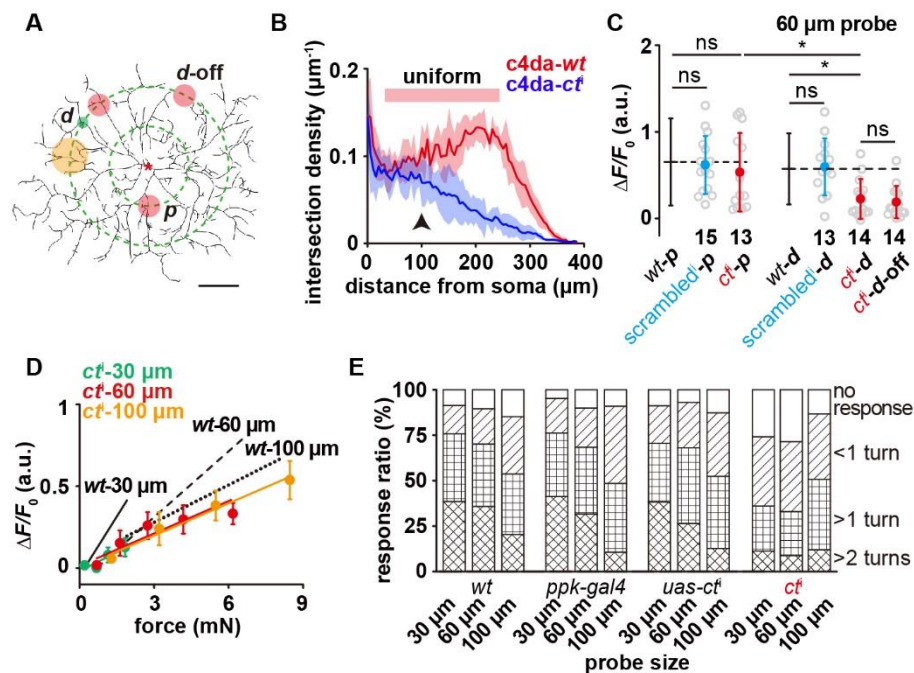 A
d-off
d
p
B
c4da-wt
c4da-ctⁱ
uniform
intersection density (μm⁻¹)
0.2
0.1
0
0 100 200 300 400
distance from soma (μm)
C
60 μm probe
ns
*
ns
*
ns
ns
ΔF/F₀ (a.u.)
2
1
0
15 13 13 14 14
wt-p
scrambledⁱ-p
ctⁱ-p
wt-d
scrambledⁱ-d
ctⁱ-d
ctⁱ-d-off
D
ctⁱ-30 μm
ctⁱ-60 μm
ctⁱ-100 μm
wt-60 μm
wt-100 μm
wt-30 μm
ΔF/F₀ (a.u.)
1
0.5
0
0 3 6 9
force (mN)
E
response ratio (%)
100
75
50
25
0
no
response
<1 turn
>1 turn
>2 turns
wt ppk-gal4 uas-ctⁱ ctⁱ
30 μm 60 μm 100 μm 30 μm 60 μm 100 μm 30 μm 60 μm 100 μm 30 μm 60 μm 100 μm
probe size